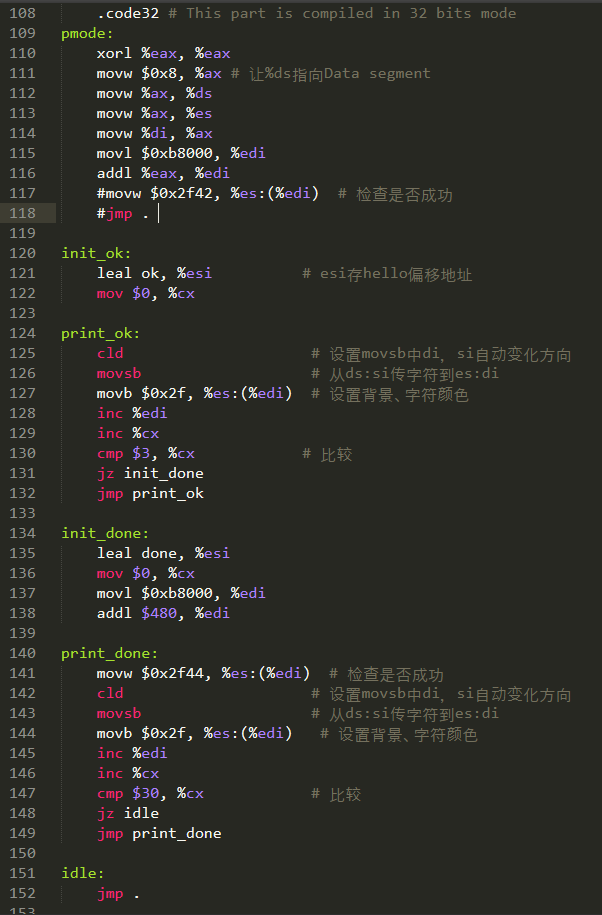 108 .code32 # This part is compiled in 32 bits mode
109 pmode:
110 xorl %eax, %eax
111 movw $0x8, %ax # 让%ds指向Data segment
112 movw %ax, %ds
113 movw %ax, %es
114 movw %di, %ax
115 movl $0xb8000, %edi
116 addl %eax, %edi
117 #movw $0x2f42, %es:(%edi) # 检查是否成功
118 #jmp .
119
120 init_ok:
121 leal ok, %esi # esi存hello偏移地址
122 mov $0, %cx
123
124 print_ok:
125 cld # 设置movsb中di，si自动变化方向
126 movsb # 从ds:si传字符到es:di
127 movb $0x2f, %es:(%edi) # 设置背景、字符颜色
128 inc %edi
129 inc %cx
130 cmp $3, %cx # 比较
131 jz init_done
132 jmp print_ok
133
134 init_done:
135 leal done, %esi
136 mov $0, %cx
137 movl $0xb8000, %edi
138 addl $480, %edi
139
140 print_done:
141 movw $0x2f44, %es:(%edi) # 检查是否成功
142 cld # 设置movsb中di，si自动变化方向
143 movsb # 从ds:si传字符到es:di
144 movb $0x2f, %es:(%edi) # 设置背景、字符颜色
145 inc %edi
146 inc %cx
147 cmp $30, %cx # 比较
148 jz idle
149 jmp print_done
150
151 idle:
152 jmp .
153